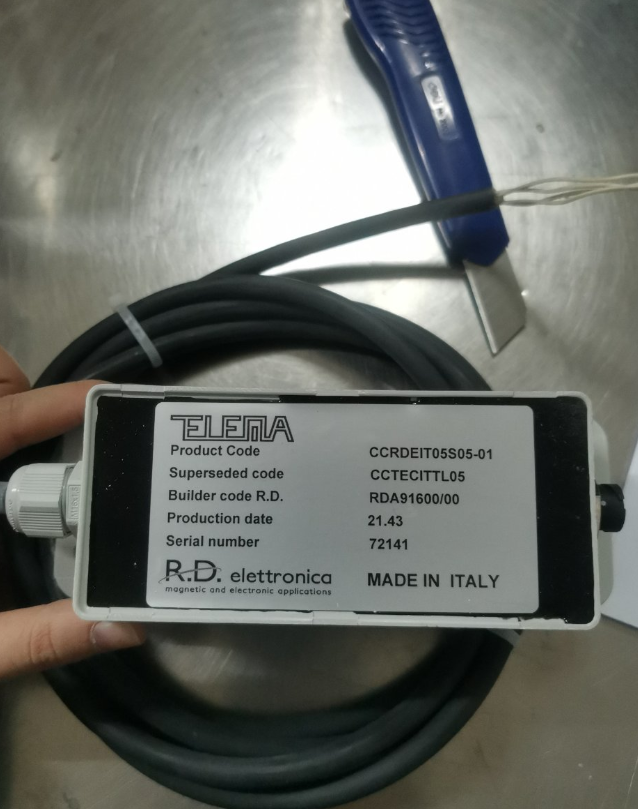 TELEMA
Product Code CCRDEIT05S05-01
Superseded code CCTECITTL05
Builder code R.D. RDA91600/00
Production date 21.43
Serial number 72141
R.D. elettronica MADE IN ITALY
magnetic and electronic applications